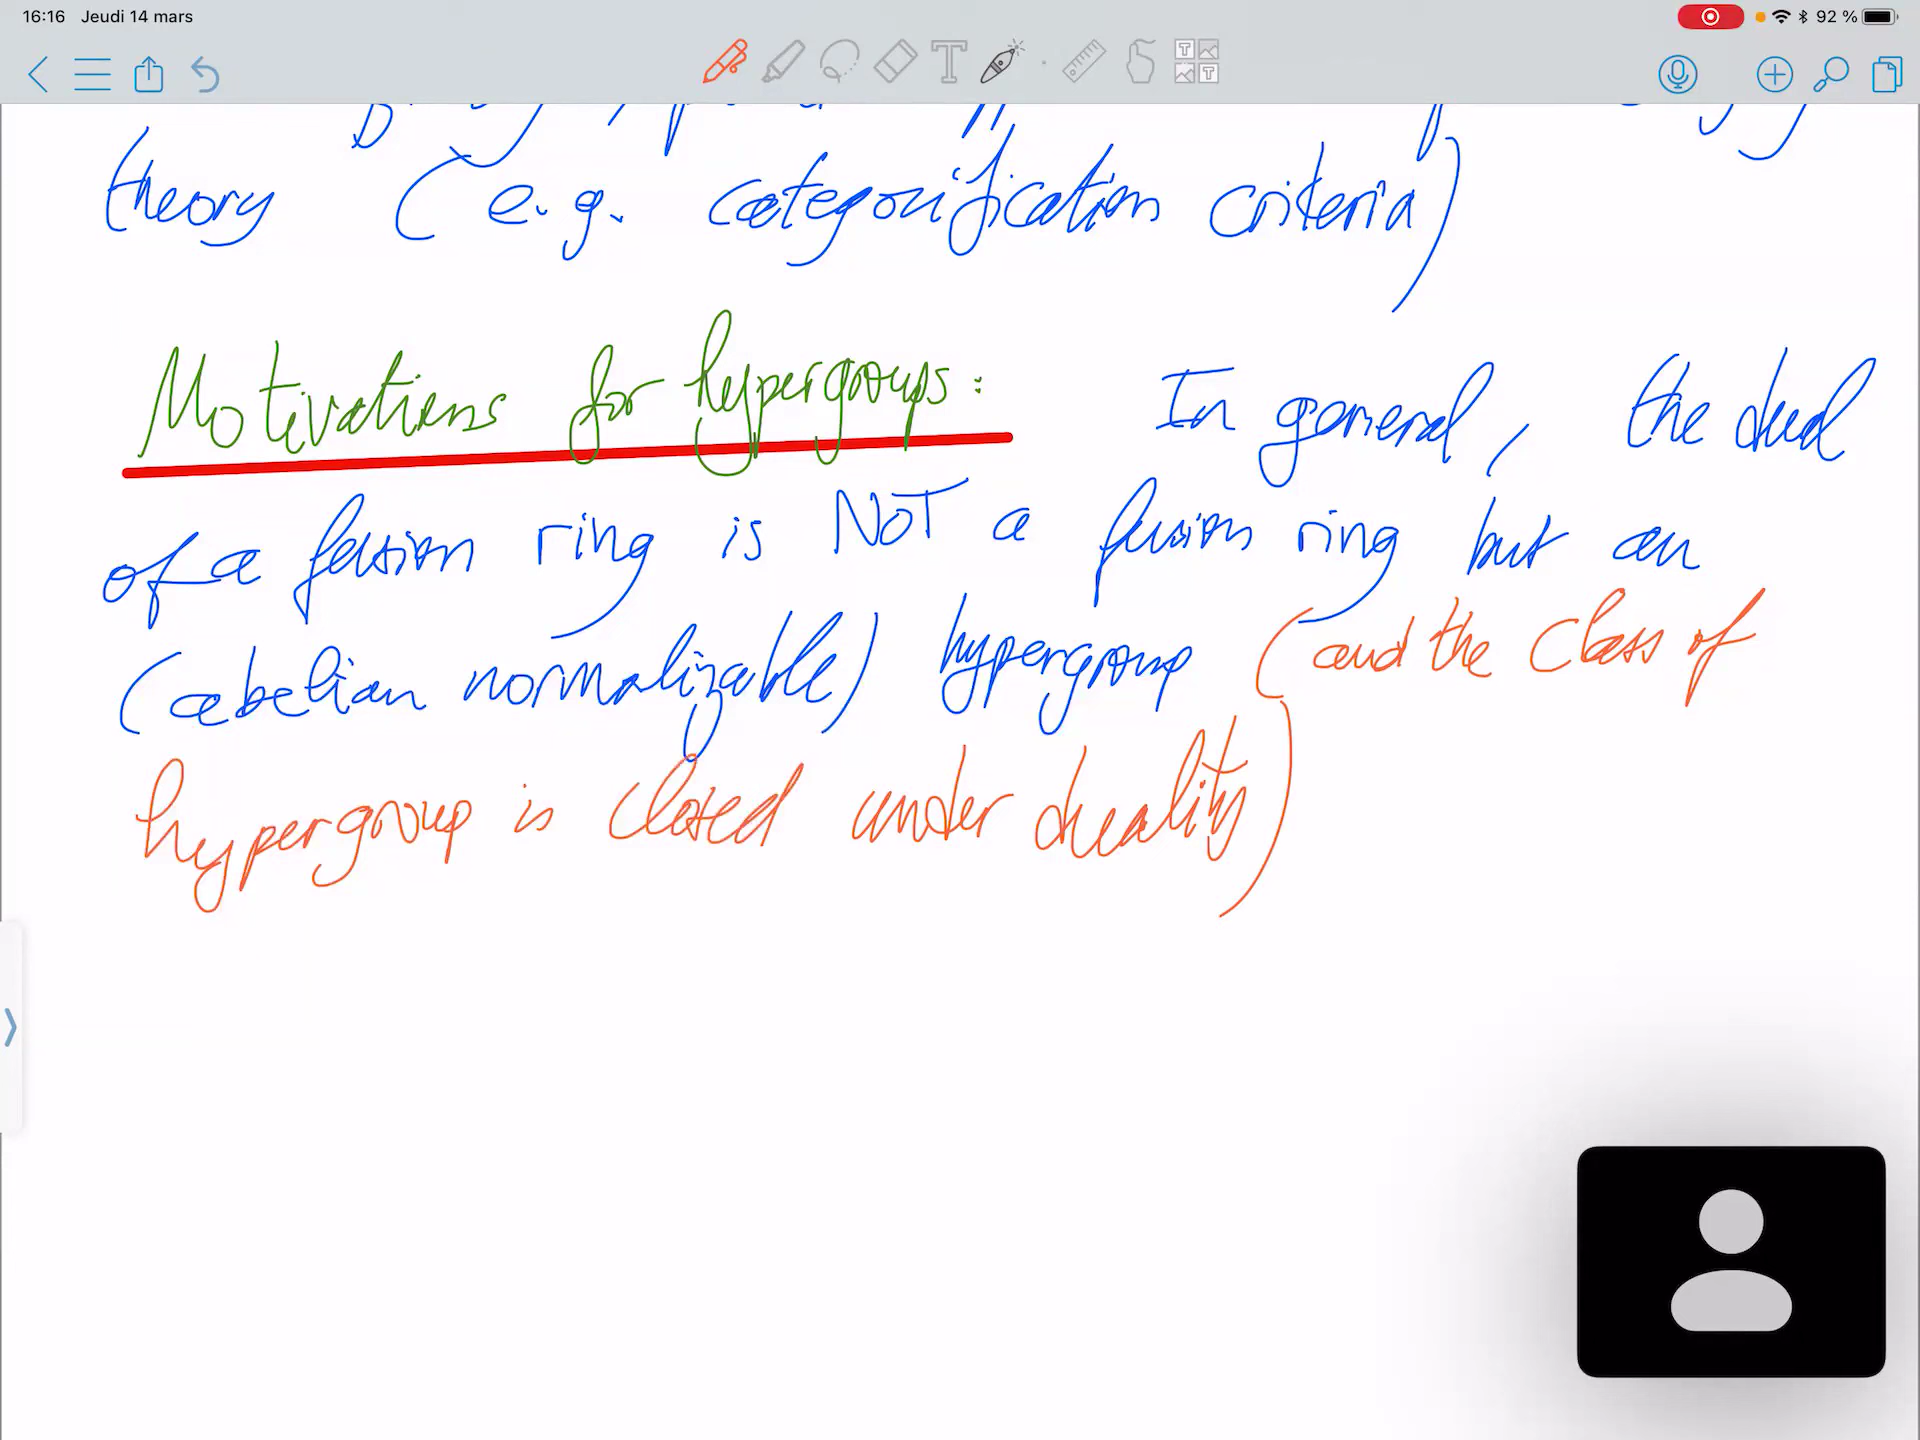 16:16 Jeudi 14 mars 92 %
theory (e.g. categorification criteria)
Motivations for hypergroups: In general, the dual
of a fusion ring is NOT a fusion ring but an
(abelian normalizable) hypergroup (and the class of
hypergroup is closed under duality)